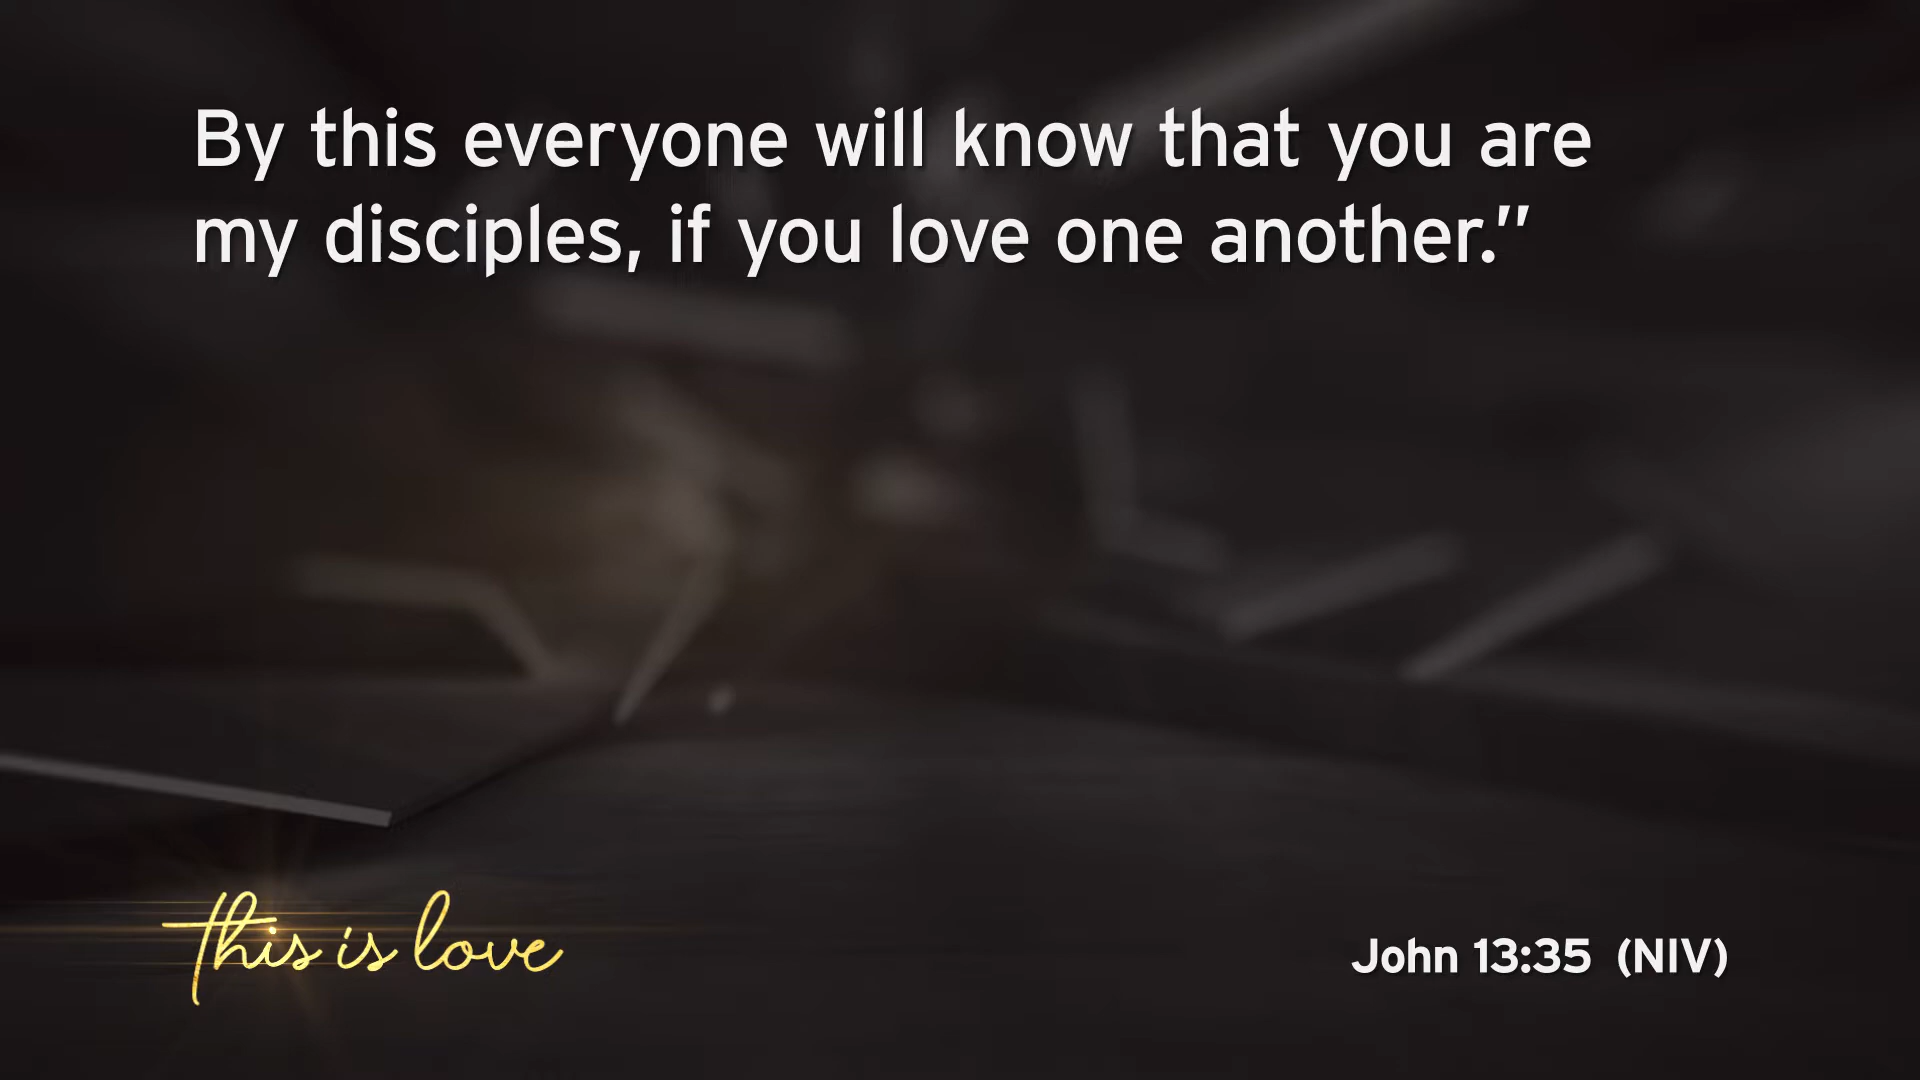 By this everyone will know that you are
my disciples, if you love one another.”
this is love
John 13:35 (NIV)